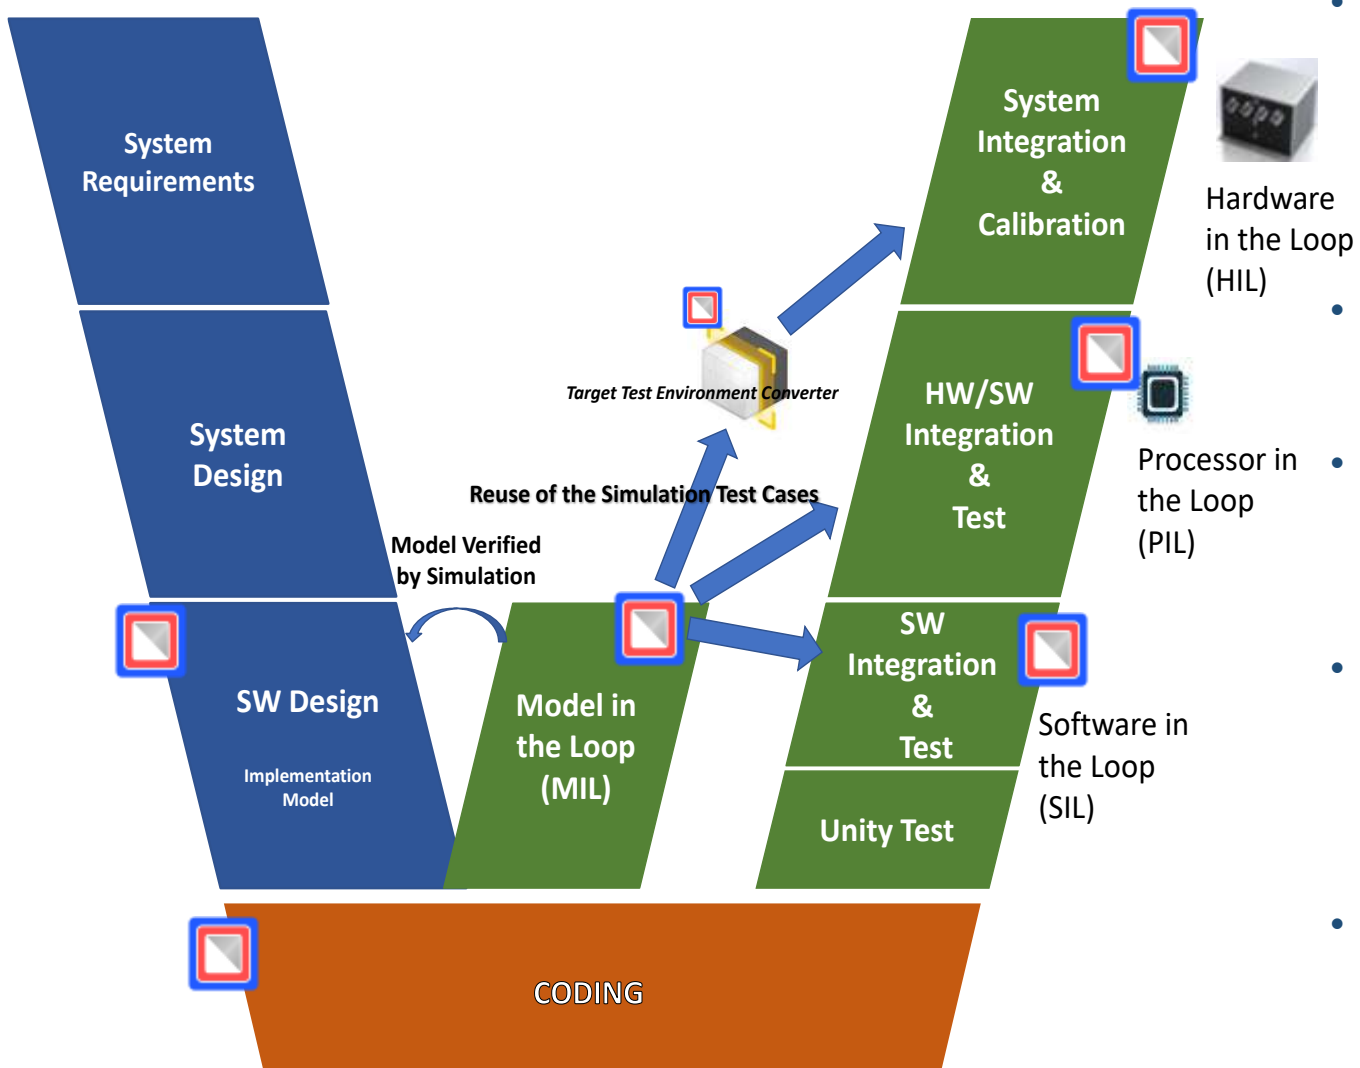 System
Requirements
System
Design
SW Design
Implementation
Model
Model Verified
by Simulation
Model in
the Loop
(MIL)
Reuse of the Simulation Test Cases
Target Test Environment Converter
System
Integration
&
Calibration
Hardware
in the Loop
(HIL)
HW/SW
Integration
&
Test
Processor in
the Loop
(PIL)
SW
Integration
&
Test
Software in
the Loop
(SIL)
Unity Test
CODING